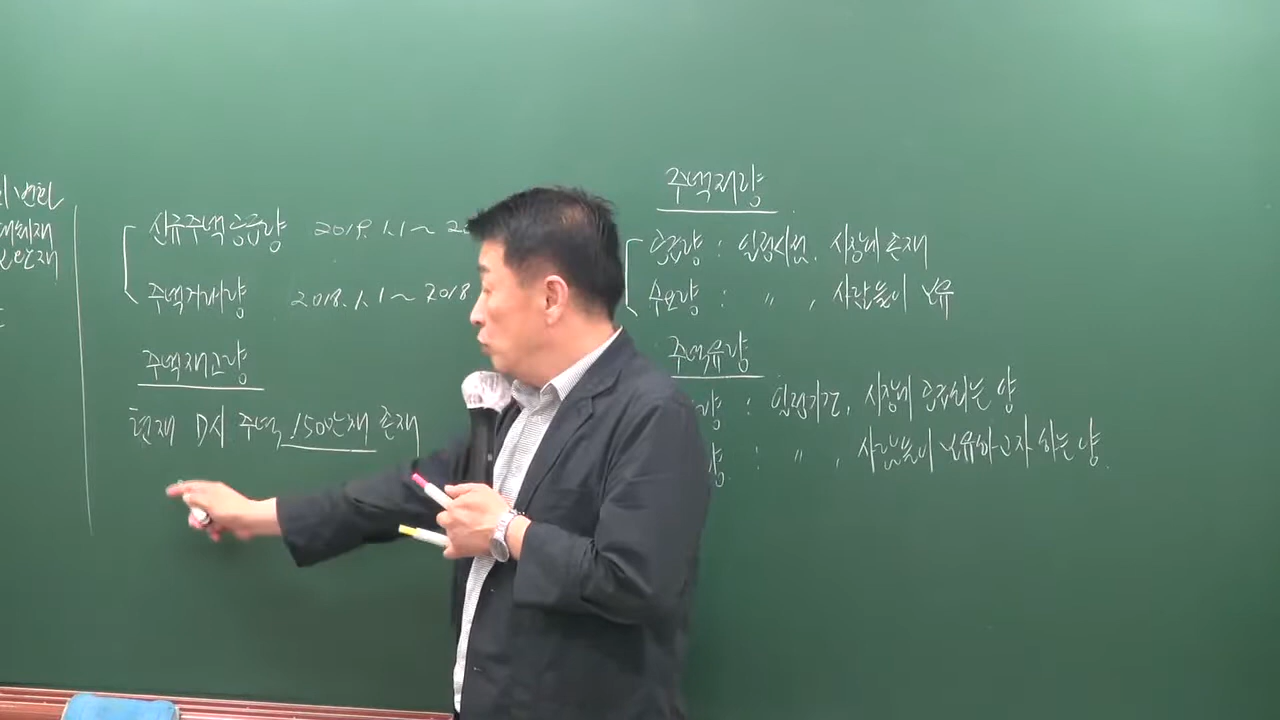 변화
신규주택공급량 2019. 1.1 ~
주택거래량 2018. 1.1 ~ 2018
주택재고량
현재 D시 주택 150만채 존재
주택저량
공급량 : 일정시점, 시장에 존재
수요량 : 〃 , 사람들이 보유
주택유량
량 : 일정기간, 시장에 공급되는 양
량 : 〃 , 사람들이 보유하고자 하는 양.